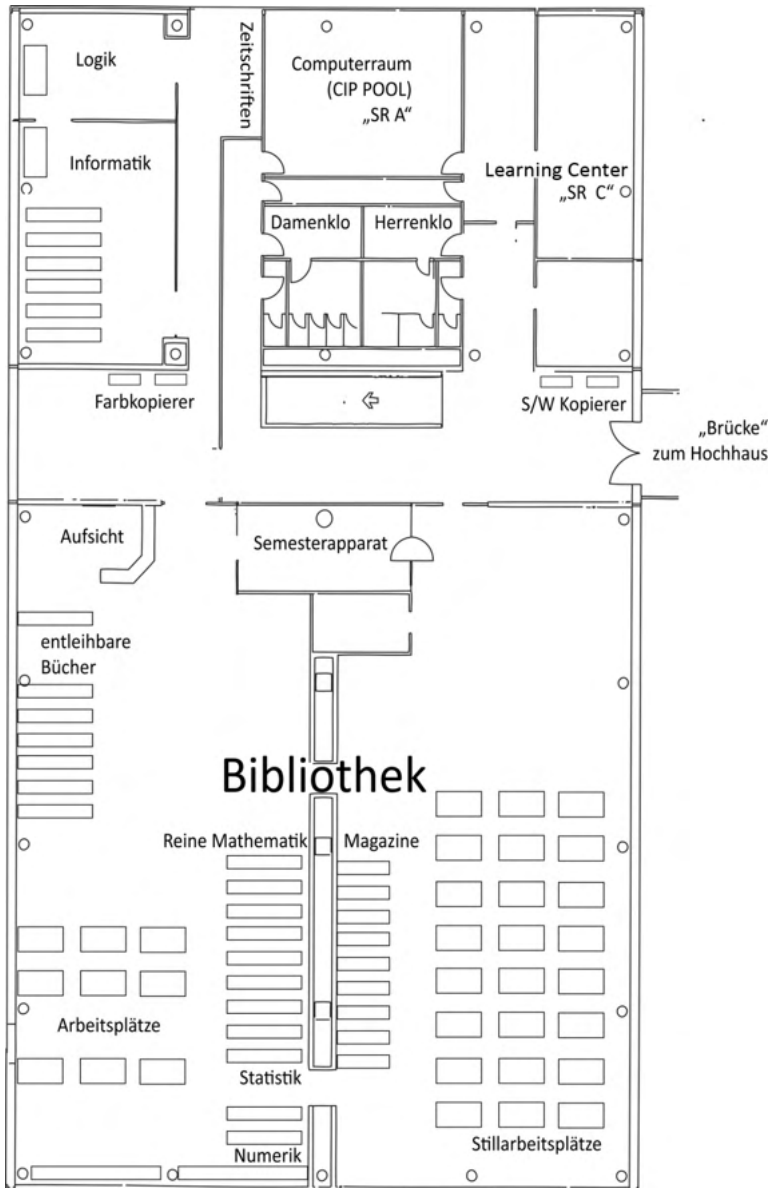 Logik
Zeitschriften
Computerraum
(CIP POOL)
„SR A“
Informatik
Learning Center
„SR C“
Damenklo
Herrenklo
Farbkopierer
S/W Kopierer
„Brücke“
zum Hochhaus
Aufsicht
Semesterapparat
entleihbare
Bücher
Bibliothek
Reine Mathematik
Magazine
Arbeitsplätze
Statistik
Numerik
Stillarbeitsplätze